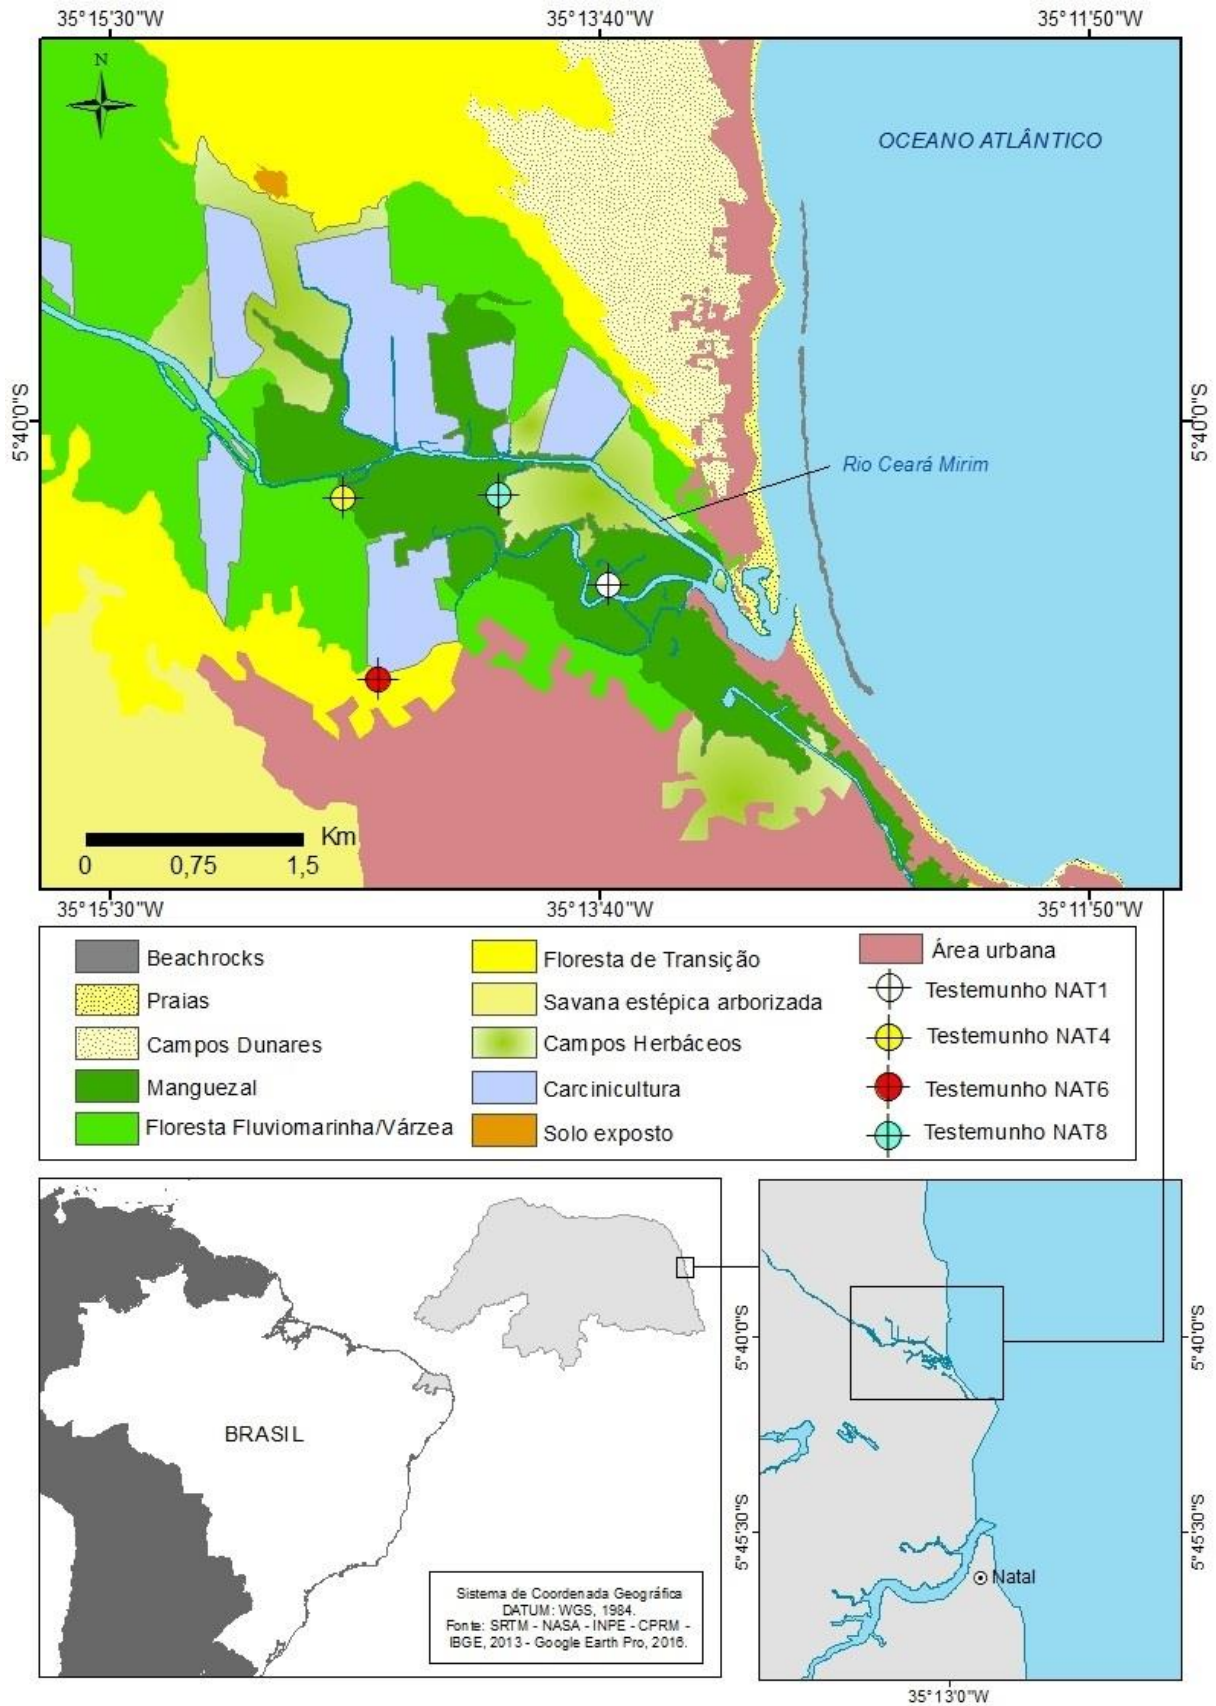 35°15'30"W
35°13'40"W
35°11'50"W
N
OCEANO ATLÂNTICO
5°40'0"S
5°40'0"S
Rio Ceará Mirim
Km
0
0,75
1,5
35°15'30"W
35°13'40"W
35°11'50"W
Beachrocks
Praias
Campos Dunares
Manguezal
Floresta Fluviomarinha/Várzea
Floresta de Transição
Savana estépica arborizada
Campos Herbáceos
Carcinicultura
Solo exposto
Área urbana
Testemunho NAT1
Testemunho NAT4
Testemunho NAT6
Testemunho NAT8
BRASIL
Sistema de Coordenada Geográfica
DATUM: WGS, 1984.
Fonte: SRTM - NASA - INPE - CPRM -
IBGE, 2013 - Google Earth Pro, 2016.
5°40'0"S
5°40'0"S
5°45'30"S
5°45'30"S
Natal
35°13'0"W